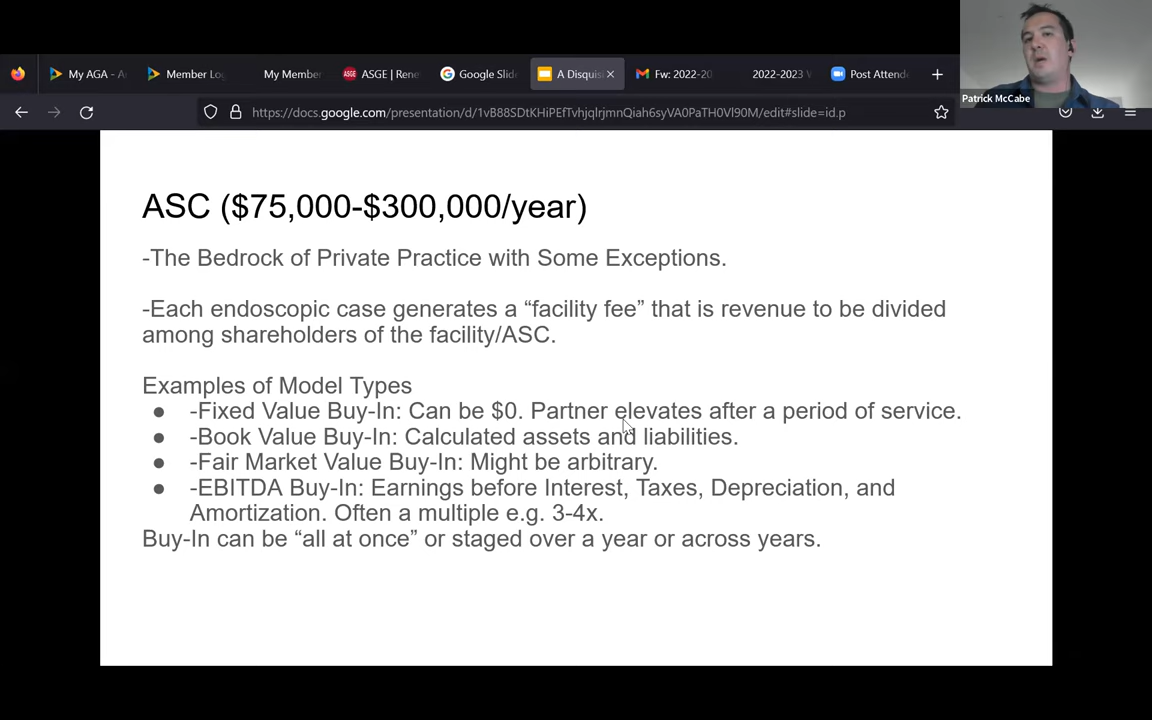 My AGA - A
Member Lo
My Member
ASGE | Rene
Google Slid
A Disquis
Fw: 2022-20
2022-2023
Post Attend
Patrick McCabe
https://docs.google.com/presentation/d/1vB88SDtKHiPEfTvhjqlrjmnQiah6syVA0PaTH0Vl90M/edit#slide=id.p
ASC ($75,000-$300,000/year)
-The Bedrock of Private Practice with Some Exceptions.
-Each endoscopic case generates a “facility fee” that is revenue to be divided
among shareholders of the facility/ASC.
Examples of Model Types
● -Fixed Value Buy-In: Can be $0. Partner elevates after a period of service.
● -Book Value Buy-In: Calculated assets and liabilities.
● -Fair Market Value Buy-In: Might be arbitrary.
● -EBITDA Buy-In: Earnings before Interest, Taxes, Depreciation, and
Amortization. Often a multiple e.g. 3-4x.
Buy-In can be “all at once” or staged over a year or across years.